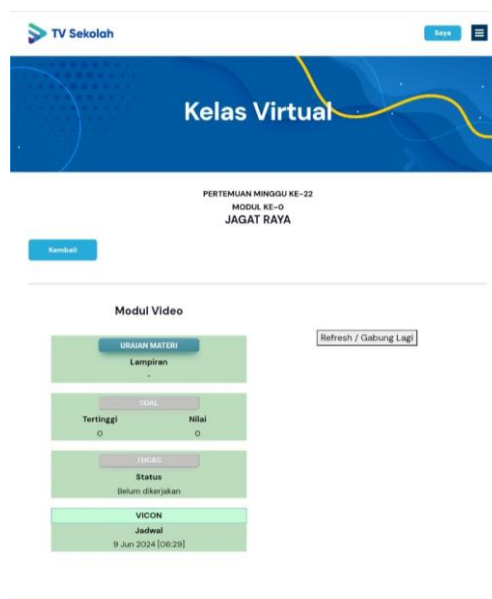 TV Sekolah
Saya
Kelas Virtual
PERTEMUAN MINGGU KE-22
MODUL KE-0
JAGAT RAYA
Kembali
Modul Video
URAIAN MATERI
Lampiran
-
SOAL
Tertinggi Nilai
0 0
TUGAS
Status
Belum dikerjakan
VICON
Jadwal
9 Jun 2024 [06:29]
Refresh / Gabung Lagi